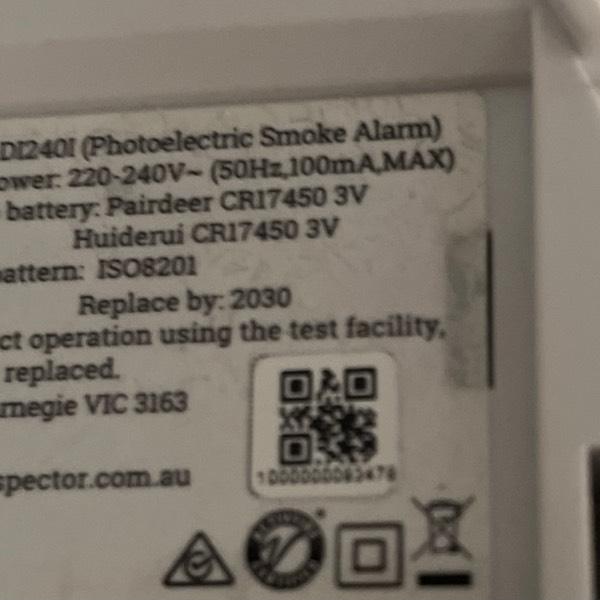 DI240I (Photoelectric Smoke Alarm)
ower: 220-240V~ (50Hz,100mA,MAX)
battery: Pairdeer CR17450 3V
Huiderui CR17450 3V
attern: ISO8201
Replace by: 2030
ct operation using the test facility,
replaced.
rnegie VIC 3163
spector.com.au